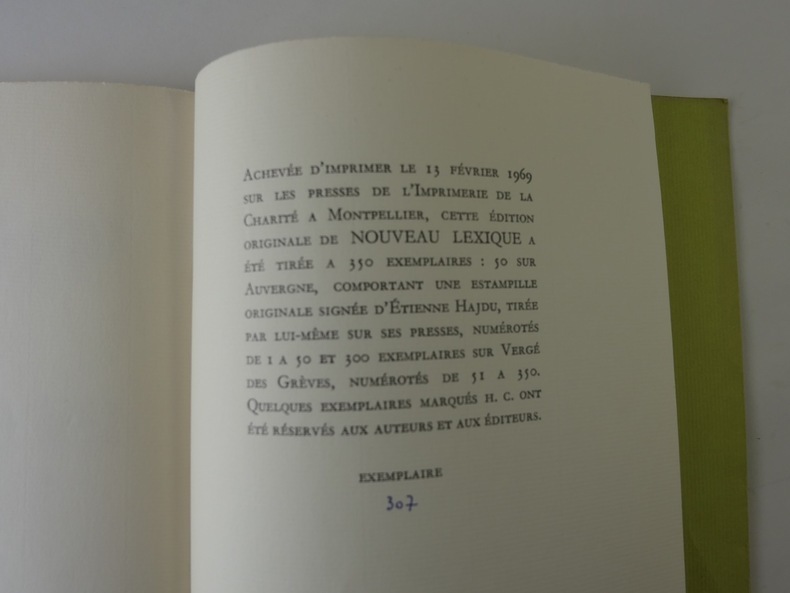 ACHEVÉE D'IMPRIMER LE 13 FÉVRIER 1969
SUR LES PRESSES DE L'IMPRIMERIE DE LA
CHARITÉ A MONTPELLIER, CETTE ÉDITION
ORIGINALE DE NOUVEAU LEXIQUE A
ÉTÉ TIRÉE A 350 EXEMPLAIRES : 50 SUR
AUVERGNE, COMPORTANT UNE ESTAMPILLE
ORIGINALE SIGNÉE D'ÉTIENNE HAJDU, TIRÉE
PAR LUI-MÊME SUR SES PRESSES, NUMÉROTÉS
DE 1 A 50 ET 300 EXEMPLAIRES SUR VERGÉ
DES GRÈVES, NUMÉROTÉS DE 51 A 350.
QUELQUES EXEMPLAIRES MARQUÉS H. C. ONT
ÉTÉ RÉSERVÉS AUX AUTEURS ET AUX ÉDITEURS.
EXEMPLAIRE
307